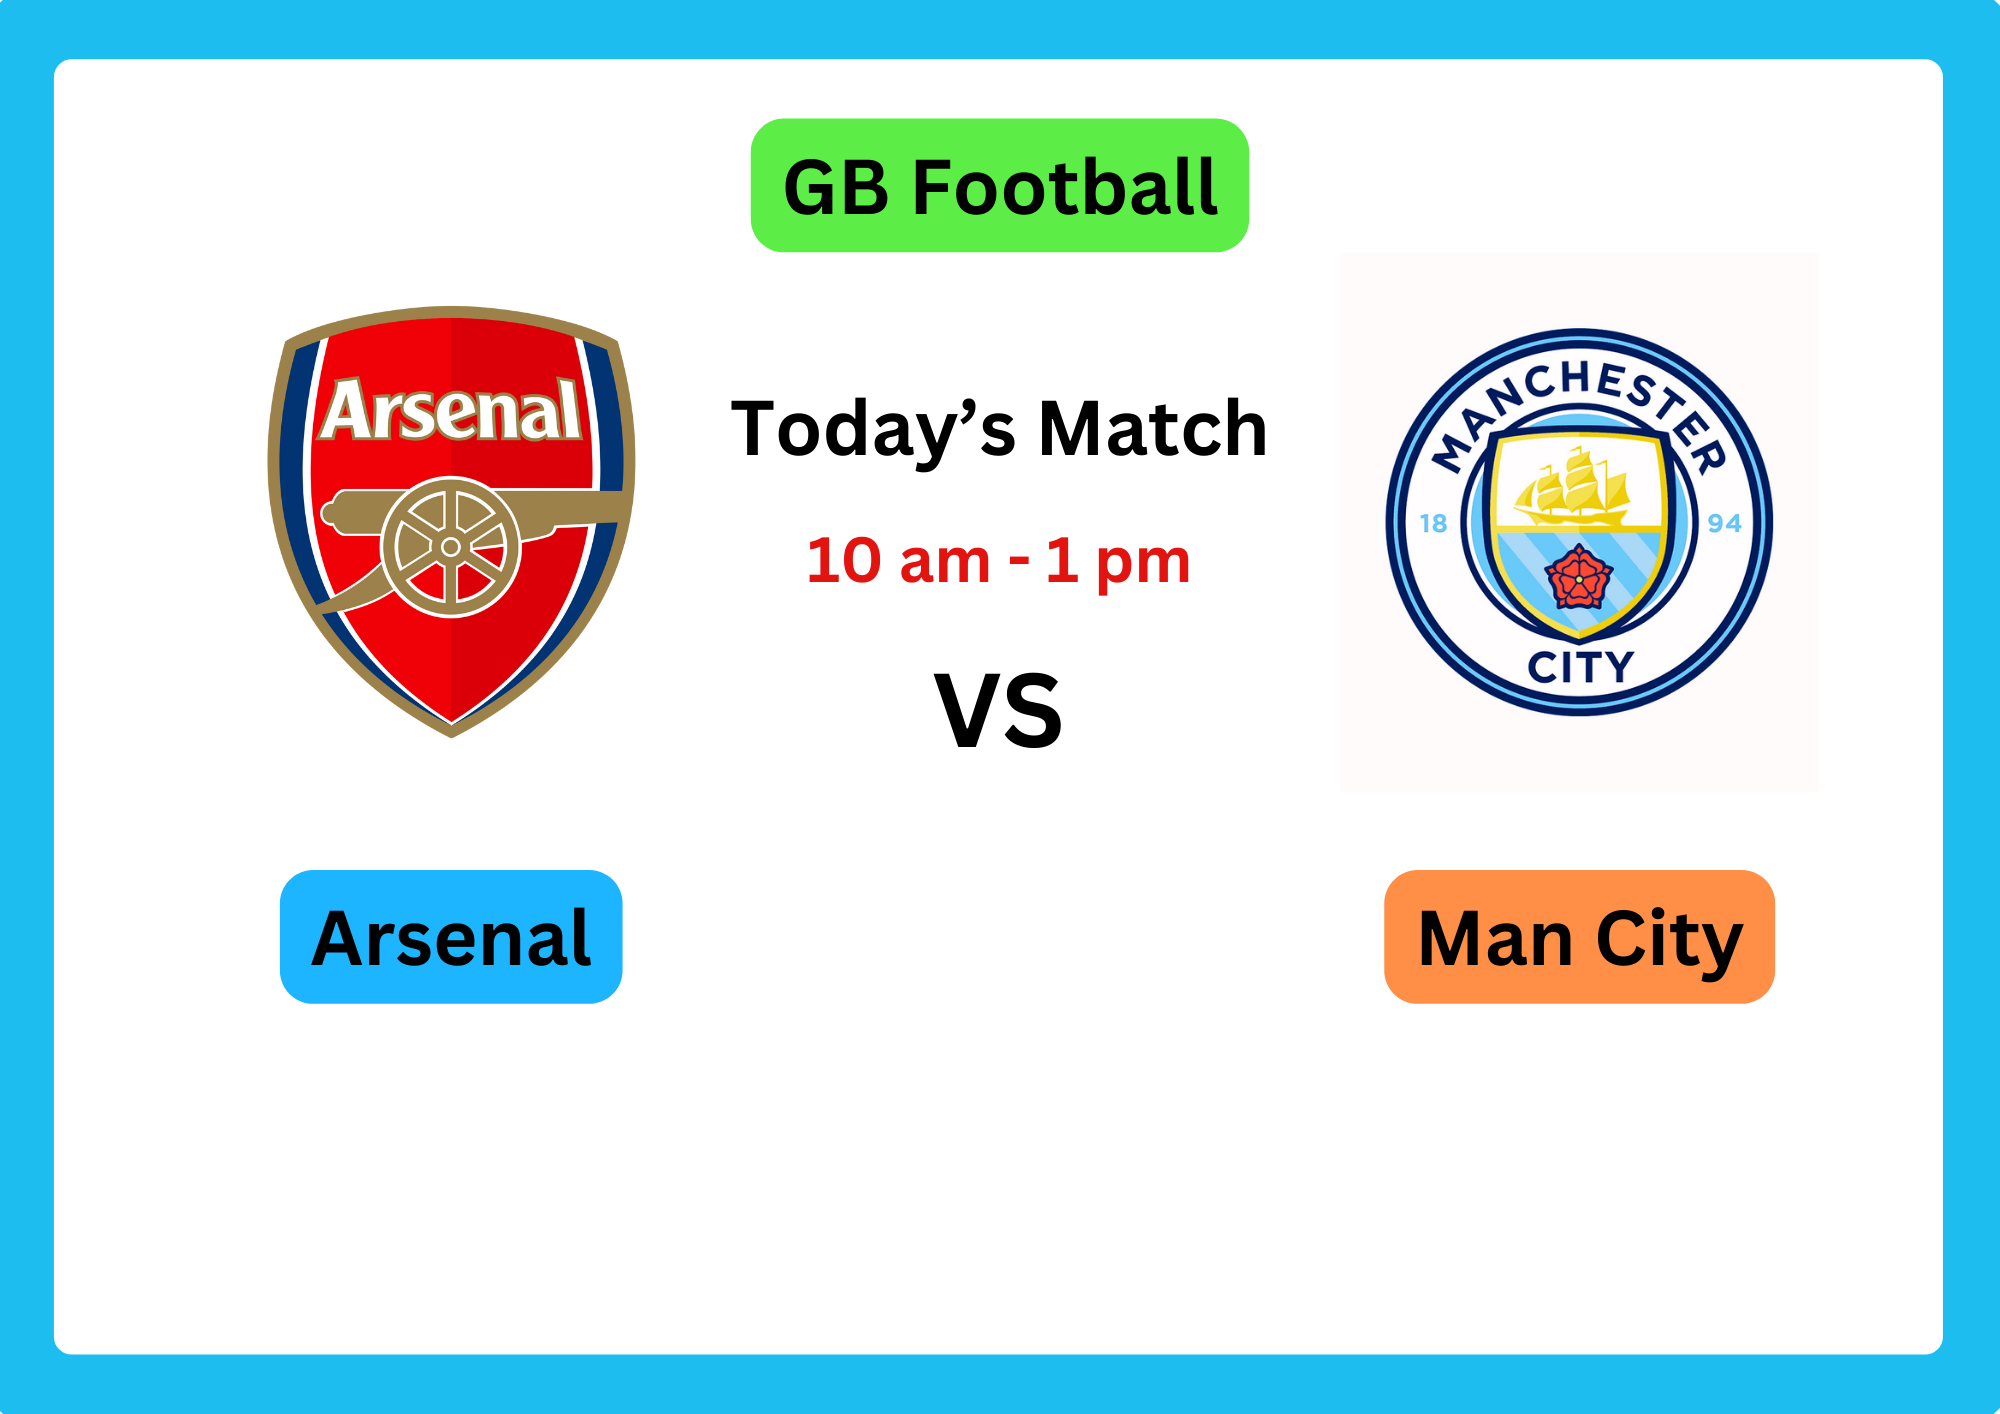 GB Football
Arsenal
Today’s Match
10 am - 1 pm
VS
MANCHESTER
18 94
CITY
Arsenal
Man City